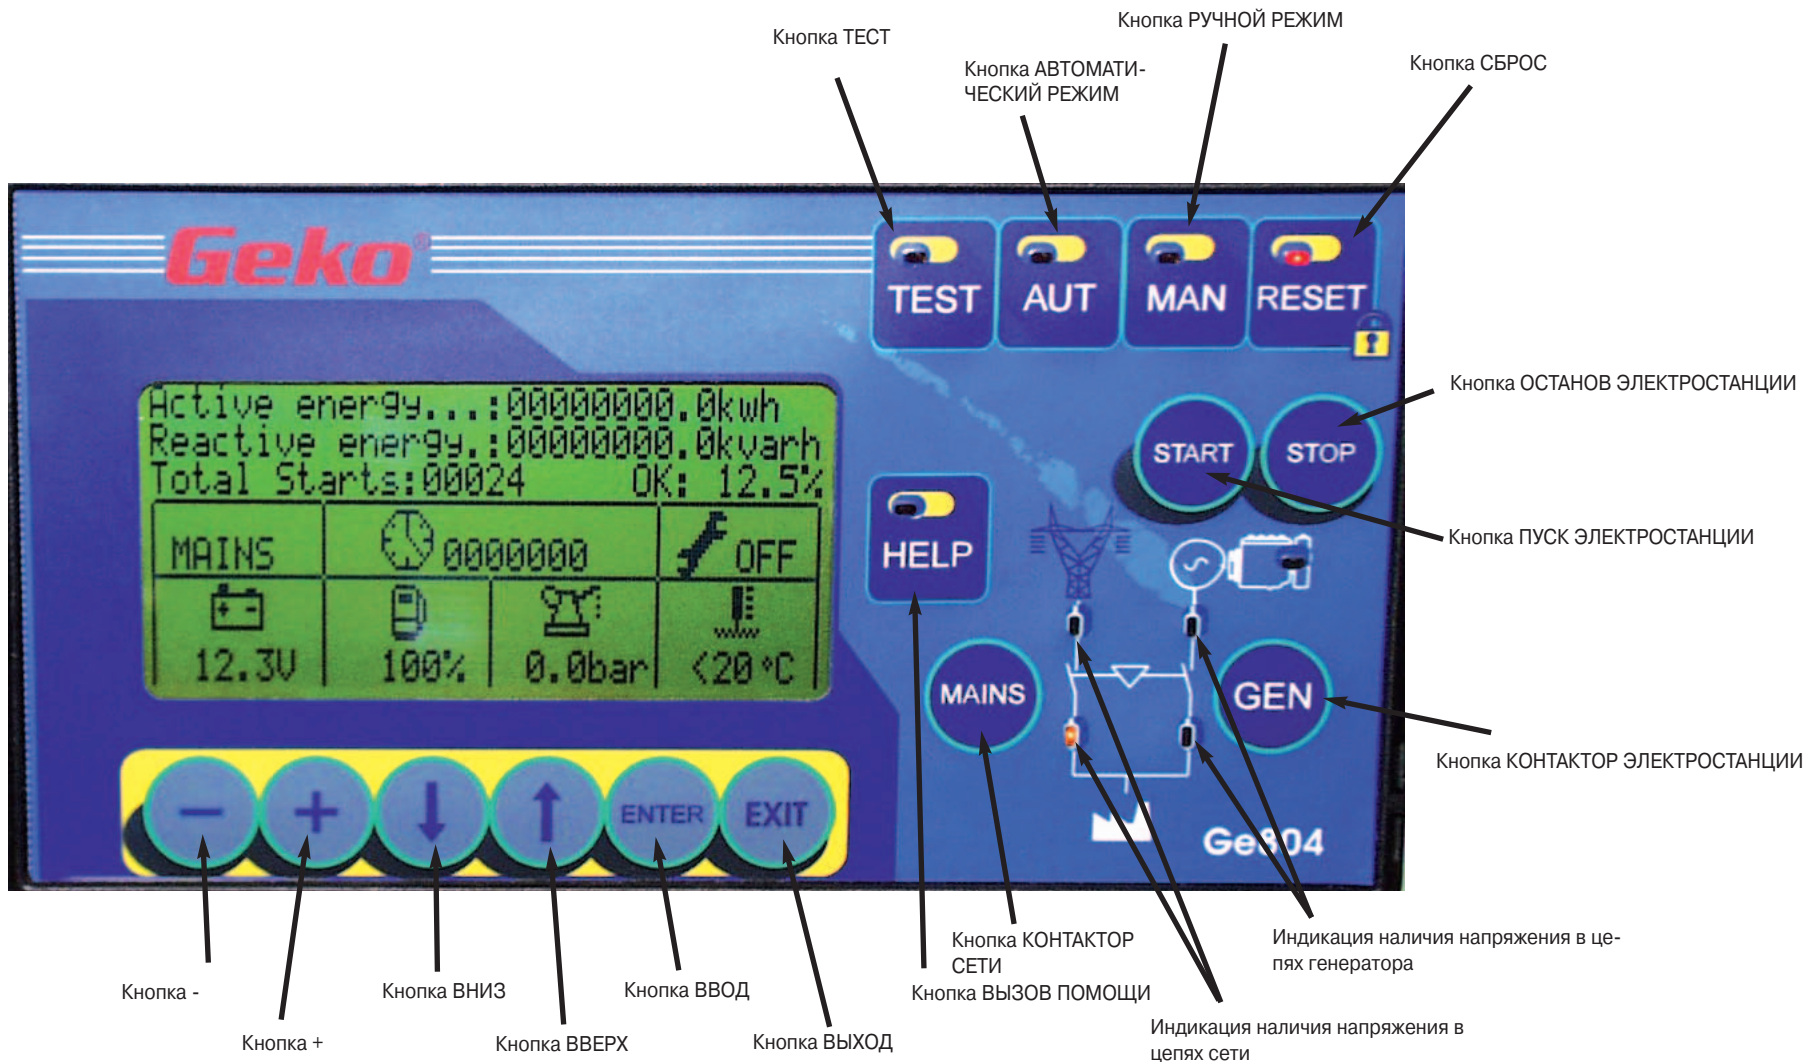 Кнопка РУЧНОЙ РЕЖИМ
Кнопка ТЕСТ
Кнопка АВТОМАТИ-
ЧЕСКИЙ РЕЖИМ
Кнопка СБРОС
Geko®
TEST
AUT
MAN
RESET
Кнопка ОСТАНОВ ЭЛЕКТРОСТАНЦИИ
Active energy...:00000000.0kwh
Reactive energy.:00000000.0kvarh
Total Starts:00024 OK: 12.5%
MAINS 0000000 OFF
12.3V 100% 0.0bar <20°C
START
STOP
Кнопка ПУСК ЭЛЕКТРОСТАНЦИИ
HELP
MAINS
GEN
Кнопка КОНТАКТОР ЭЛЕКТРОСТАНЦИИ
− + ↓ ↑ ENTER EXIT
Ge804
Кнопка КОНТАКТОР
СЕТИ
Кнопка ВЫЗОВ ПОМОЩИ
Индикация наличия напряжения в це-
пях генератора
Кнопка -
Кнопка ВНИЗ
Кнопка ВВОД
Кнопка +
Кнопка ВВЕРХ
Кнопка ВЫХОД
Индикация наличия напряжения в
цепях сети